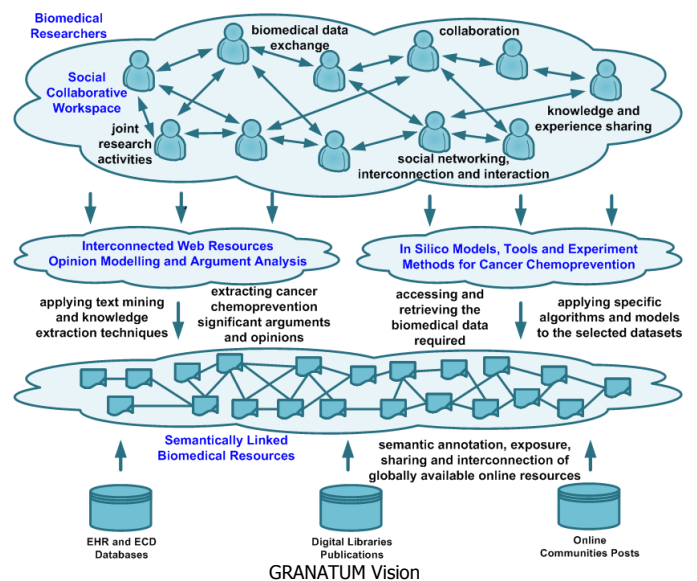 Biomedical
Researchers
biomedical data
exchange
collaboration
Social
Collaborative
Workspace
knowledge and
experience sharing
joint
research
activities
social networking,
interconnection and interaction
Interconnected Web Resources
Opinion Modelling and Argument Analysis
In Silico Models, Tools and Experiment
Methods for Cancer Chemoprevention
applying text mining
and knowledge
extraction techniques
extracting cancer
chemoprevention
significant arguments
and opinions
accessing and
retrieving the
biomedical data
required
applying specific
algorithms and models
to the selected datasets
Semantically Linked
Biomedical Resources
semantic annotation, exposure,
sharing and interconnection of
globally available online resources
EHR and ECD
Databases
Digital Libraries
Publications
Online
Communities Posts
GRANATUM Vision